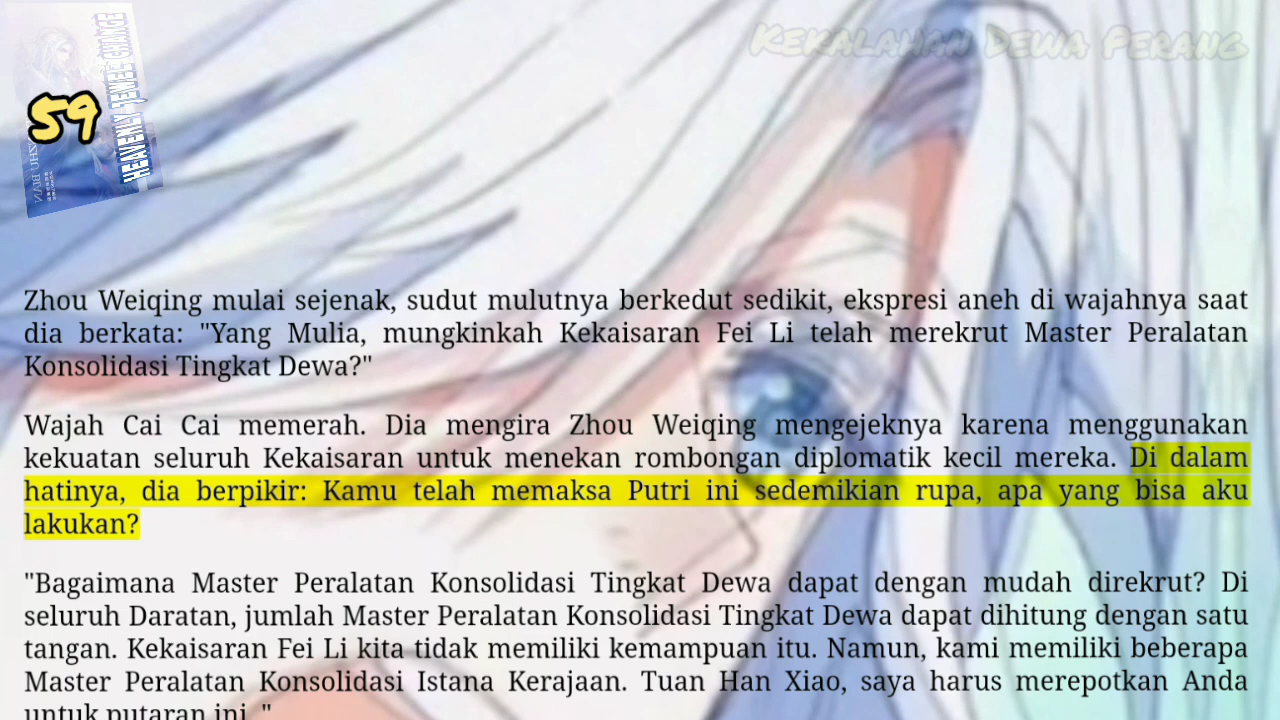 Kekalahan Dewa Perang
59
HEAVENLY JEWEL CHANGE
Zhou Weiqing mulai sejenak, sudut mulutnya berkedut sedikit, ekspresi aneh di wajahnya saat
dia berkata: "Yang Mulia, mungkinkah Kekaisaran Fei Li telah merekrut Master Peralatan
Konsolidasi Tingkat Dewa?"
Wajah Cai Cai memerah. Dia mengira Zhou Weiqing mengejeknya karena menggunakan
kekuatan seluruh Kekaisaran untuk menekan rombongan diplomatik kecil mereka. Di dalam
hatinya, dia berpikir: Kamu telah memaksa Putri ini sedemikian rupa, apa yang bisa aku
lakukan?
"Bagaimana Master Peralatan Konsolidasi Tingkat Dewa dapat dengan mudah direkrut? Di
seluruh Daratan, jumlah Master Peralatan Konsolidasi Tingkat Dewa dapat dihitung dengan satu
tangan. Kekaisaran Fei Li kita tidak memiliki kemampuan itu. Namun, kami memiliki beberapa
Master Peralatan Konsolidasi Istana Kerajaan. Tuan Han Xiao, saya harus merepotkan Anda
untuk putaran ini. "